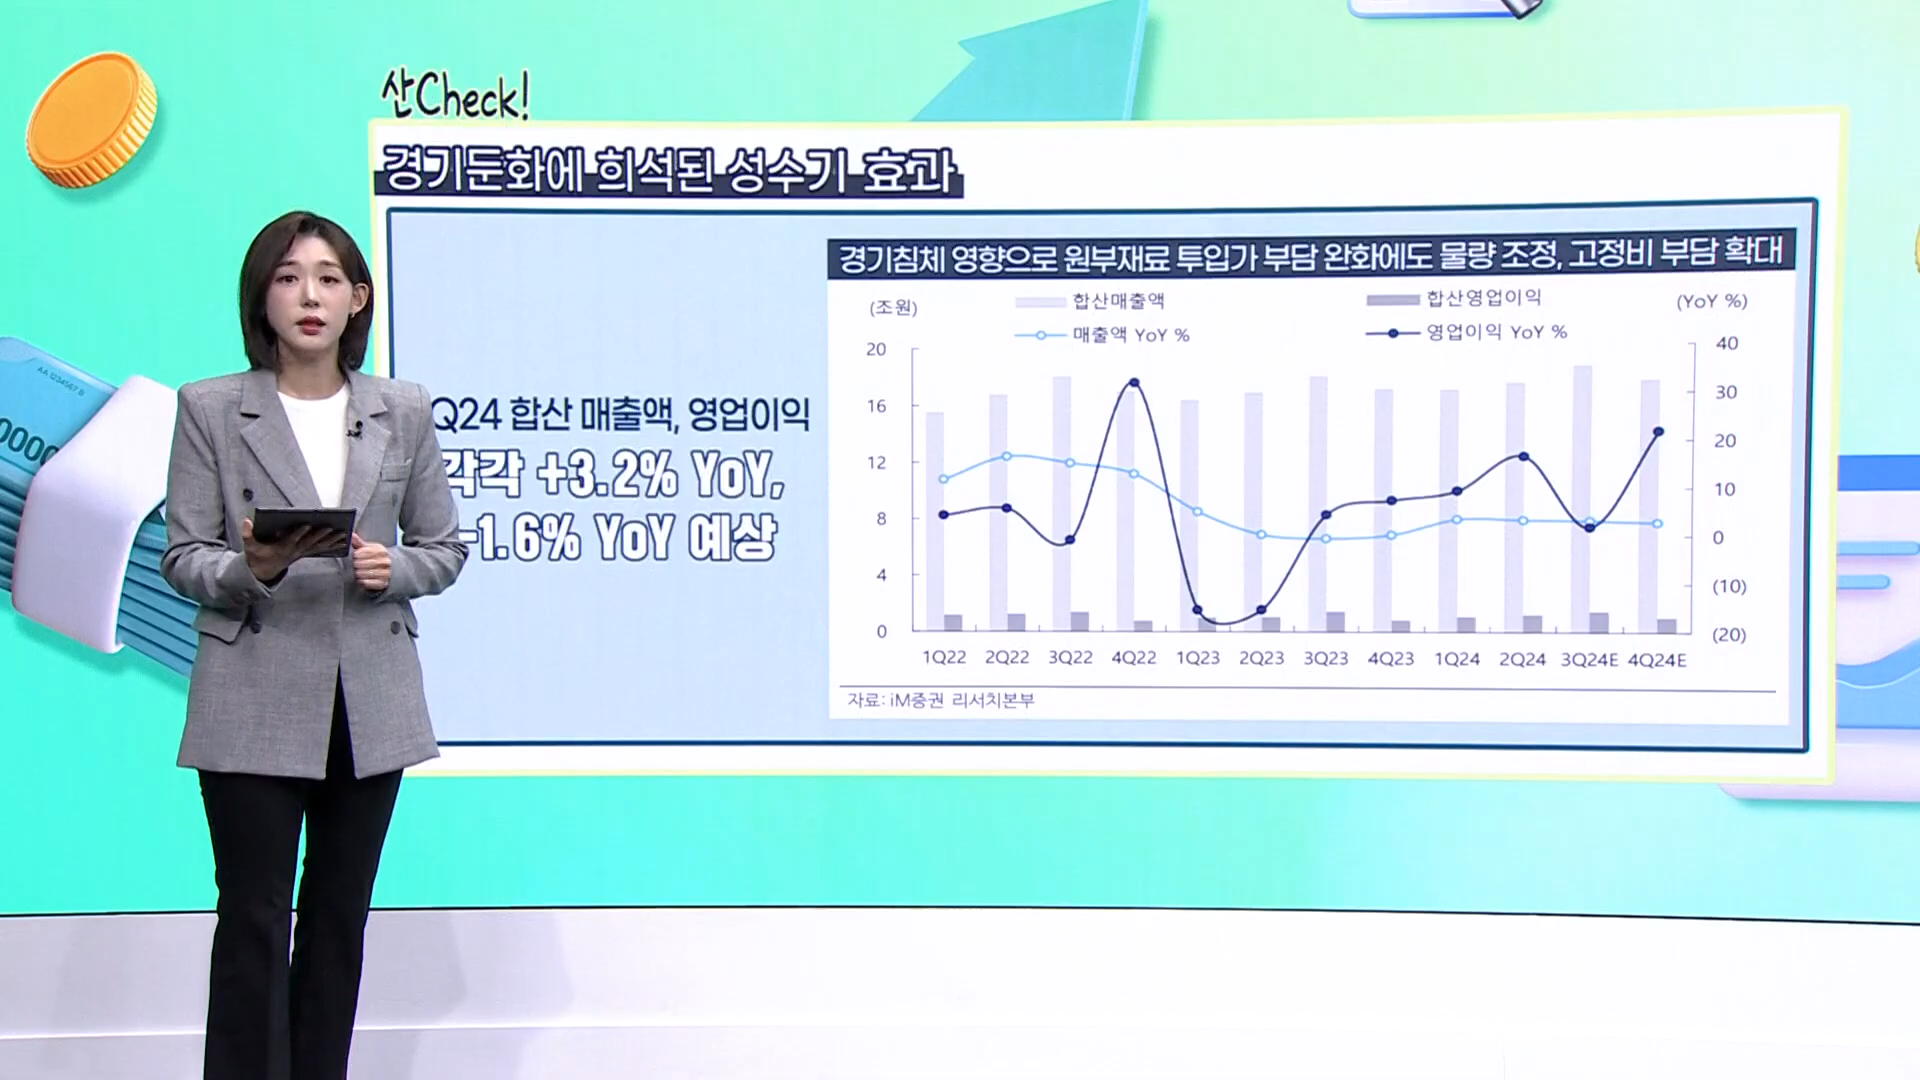 산Check!
경기둔화에 희석된 성수기 효과
Q24 합산 매출액, 영업이익
각각 +3.2% YoY,
-1.6% YoY 예상
경기침체 영향으로 원부재료 투입가 부담 완화에도 물량 조정, 고정비 부담 확대
(조원)
합산매출액
합산영업이익
(YoY %)
매출액 YoY %
영업이익 YoY %
20
16
12
8
4
0
40
30
20
10
0
(10)
(20)
1Q22 2Q22 3Q22 4Q22 1Q23 2Q23 3Q23 4Q23 1Q24 2Q24 3Q24E 4Q24E
자료: iM증권 리서치본부
AA 1234567 B
0000